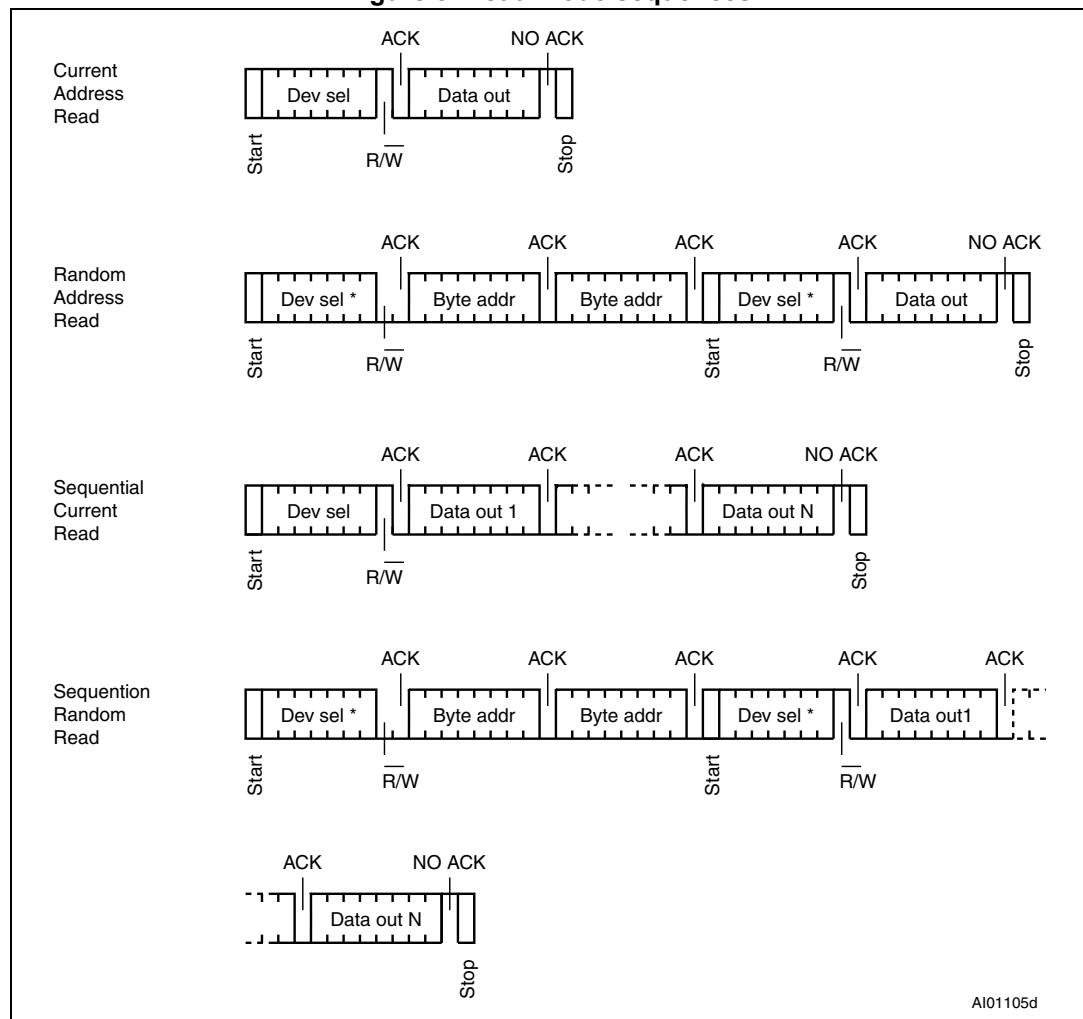 ACK NO ACK
Current
Address
Read
Dev sel Data out
Start R/W Stop
ACK ACK ACK ACK NO ACK
Random
Address
Read
Dev sel * Byte addr Byte addr Dev sel * Data out
Start R/W Start R/W Stop
ACK ACK ACK NO ACK
Sequential
Current
Read
Dev sel Data out 1 Data out N
Start R/W Stop
ACK ACK ACK ACK ACK
Sequention
Random
Read
Dev sel * Byte addr Byte addr Dev sel * Data out1
Start R/W Start R/W
ACK NO ACK
Data out N
Stop
AI01105d